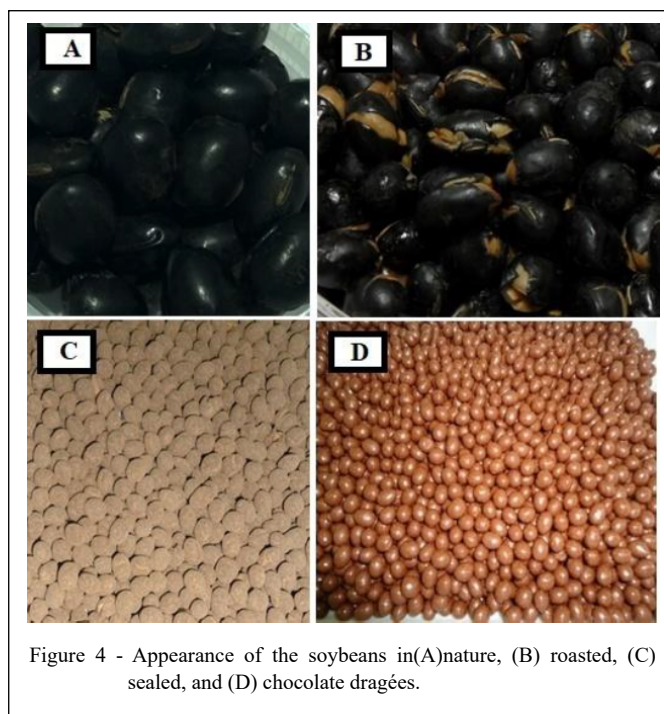 A
B
C
D
Figure 4 - Appearance of the soybeans in(A)nature, (B) roasted, (C)
sealed, and (D) chocolate dragées.